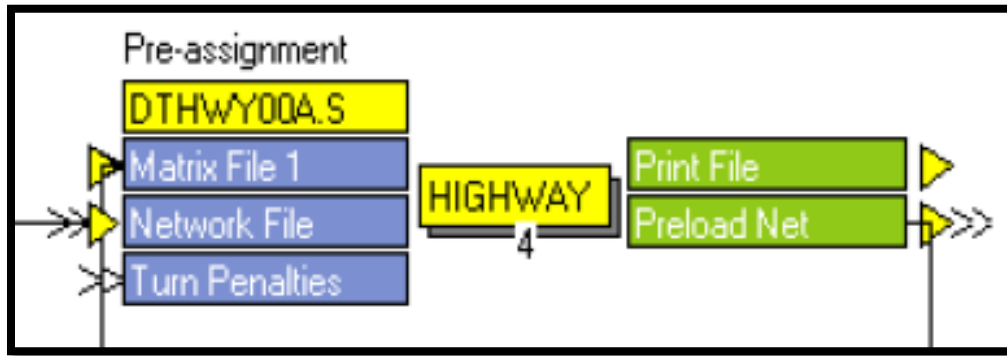 Pre-assignment
DTHWY00A.S
Matrix File 1
Network File
Turn Penalties
HIGHWAY
4
Print File
Preload Net